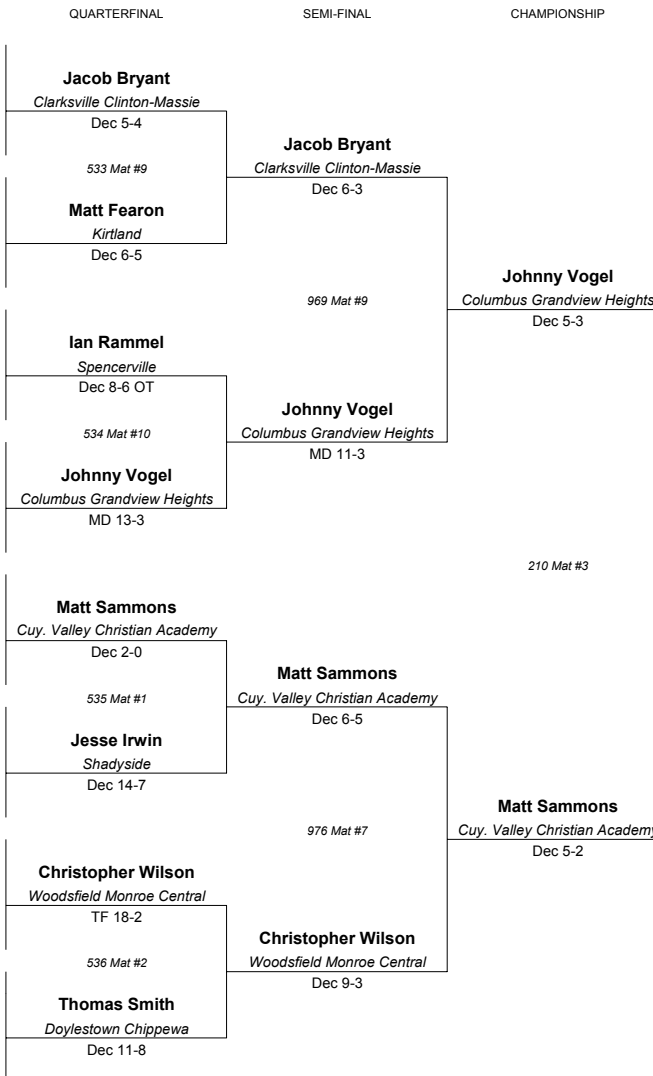 QUARTERFINAL
SEMI-FINAL
CHAMPIONSHIP
Jacob Bryant
Clarksville Clinton-Massie
Dec 5-4
533 Mat #9
Matt Fearon
Kirtland
Dec 6-5
Ian Rammel
Spencerville
Dec 8-6 OT
534 Mat #10
Johnny Vogel
Columbus Grandview Heights
MD 13-3
Matt Sammons
Cuy. Valley Christian Academy
Dec 2-0
535 Mat #1
Jesse Irwin
Shadyside
Dec 14-7
Christopher Wilson
Woodsfield Monroe Central
TF 18-2
536 Mat #2
Thomas Smith
Doylestown Chippewa
Dec 11-8
Jacob Bryant
Clarksville Clinton-Massie
Dec 6-3
969 Mat #9
Johnny Vogel
Columbus Grandview Heights
MD 11-3
Matt Sammons
Cuy. Valley Christian Academy
Dec 6-5
976 Mat #7
Christopher Wilson
Woodsfield Monroe Central
Dec 9-3
Johnny Vogel
Columbus Grandview Heights
Dec 5-3
210 Mat #3
Matt Sammons
Cuy. Valley Christian Academy
Dec 5-2